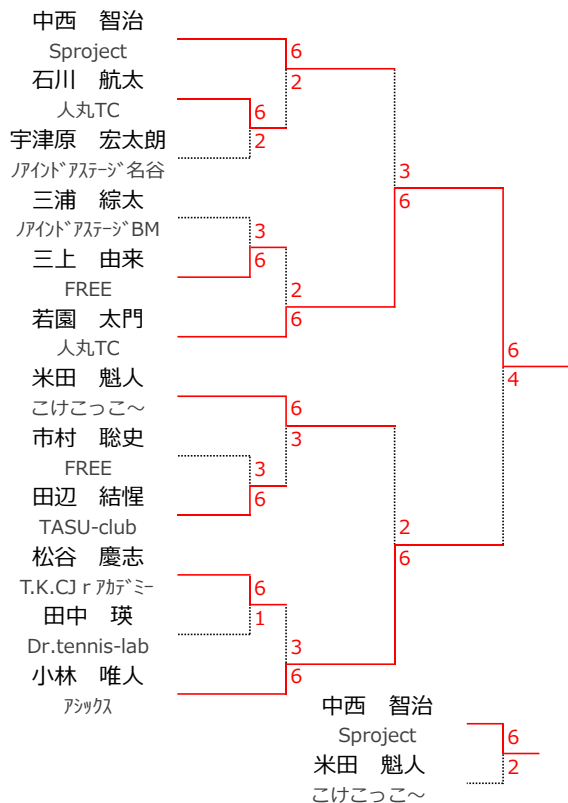 中西　智治
Sproject
石川　航太
人丸TC
宇津原　宏太朗
ﾉｱｲﾝﾄﾞｱｽﾃｰｼﾞ名谷
三浦　綜太
ﾉｱｲﾝﾄﾞｱｽﾃｰｼﾞBM
三上　由来
FREE
若園　太門
人丸TC
米田　魁人
こけこっこ～
市村　聡史
FREE
田辺　結惺
TASU-club
松谷　慶志
T.K.CJｒｱｶﾃﾞﾐｰ
田中　瑛
Dr.tennis-lab
小林　唯人
ｱｼｯｸｽ
6
2
6
2
3
6
2
6
3
6
6
3
3
6
6
1
3
6
2
6
6
4
中西　智治
Sproject
米田　魁人
こけこっこ～
6
2